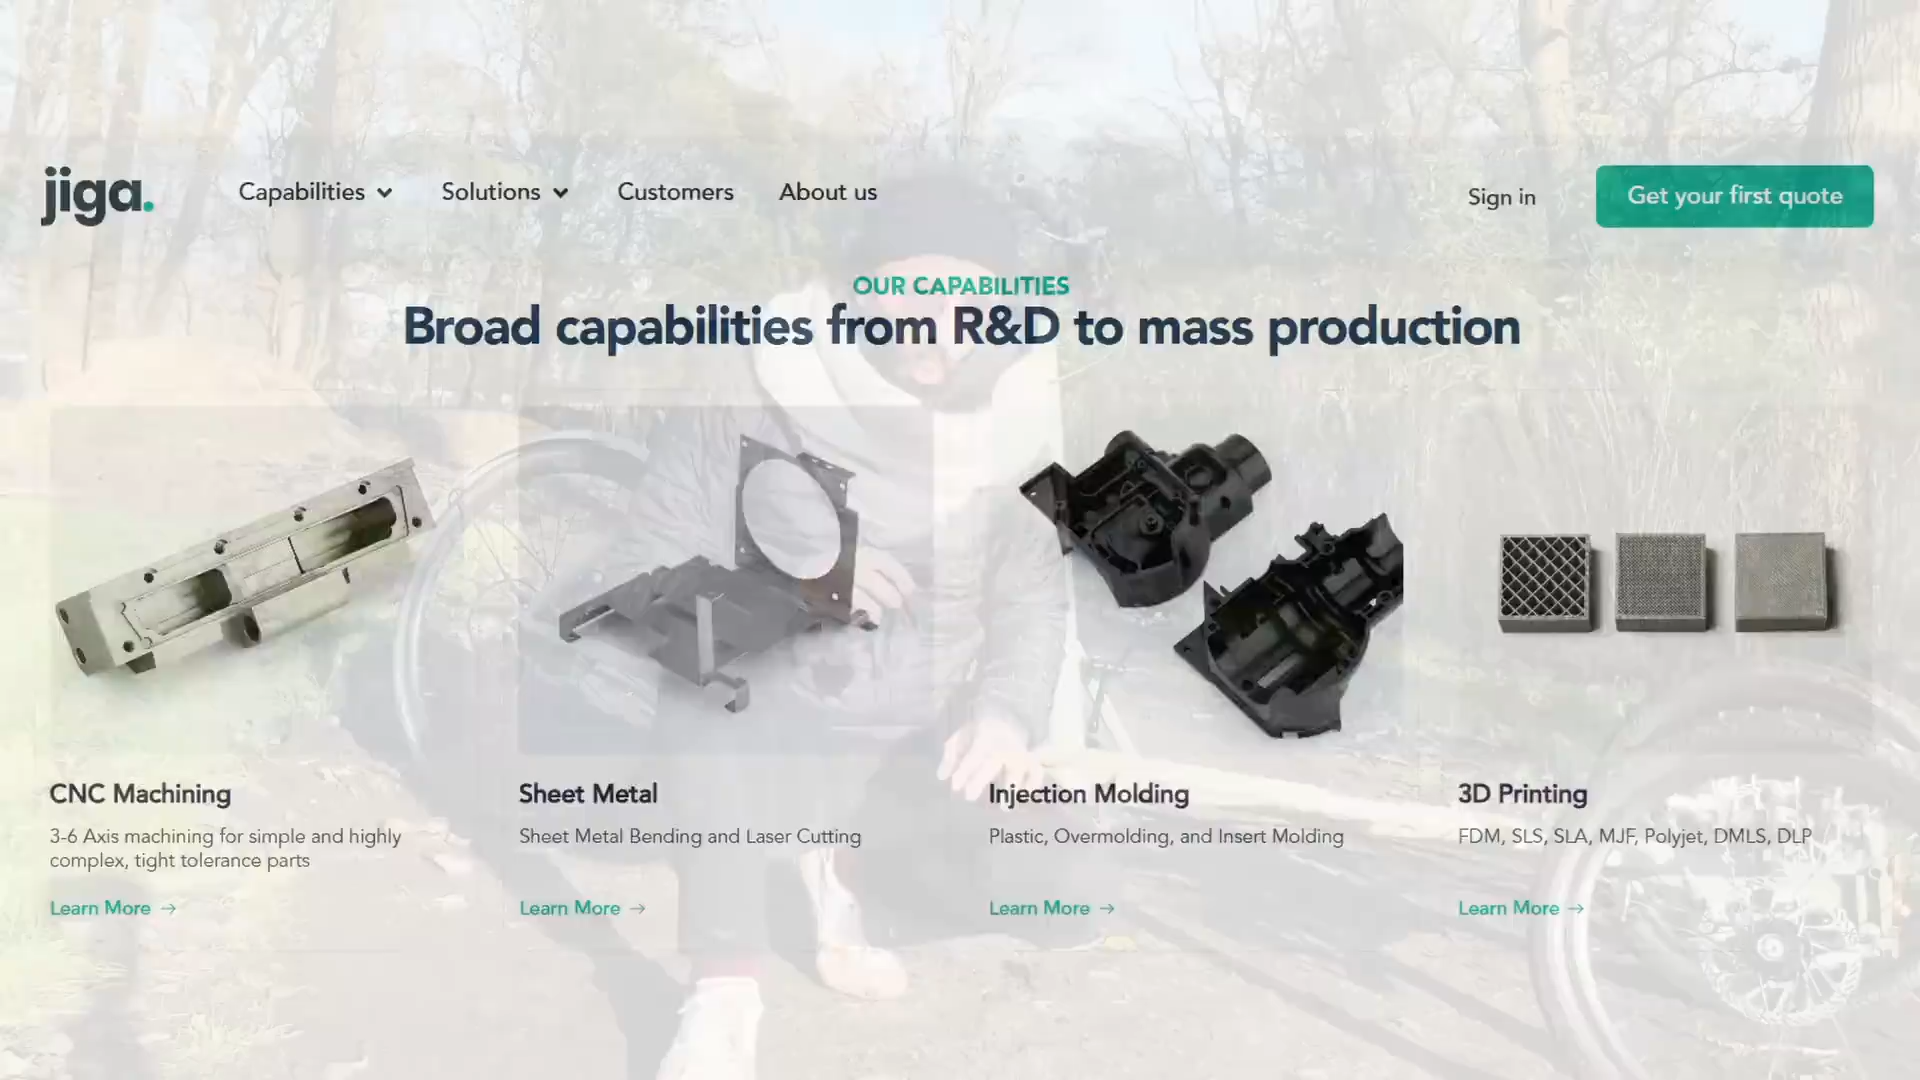 jiga.
Capabilities
Solutions
Customers
About us
Sign in
Get your first quote
OUR CAPABILITIES
Broad capabilities from R&D to mass production
CNC Machining
3-6 Axis machining for simple and highly
complex, tight tolerance parts
Learn More →
Sheet Metal
Sheet Metal Bending and Laser Cutting
Learn More →
Injection Molding
Plastic, Overmolding, and Insert Molding
Learn More →
3D Printing
FDM, SLS, SLA, MJF, Polyjet, DMLS, DLP
Learn More →